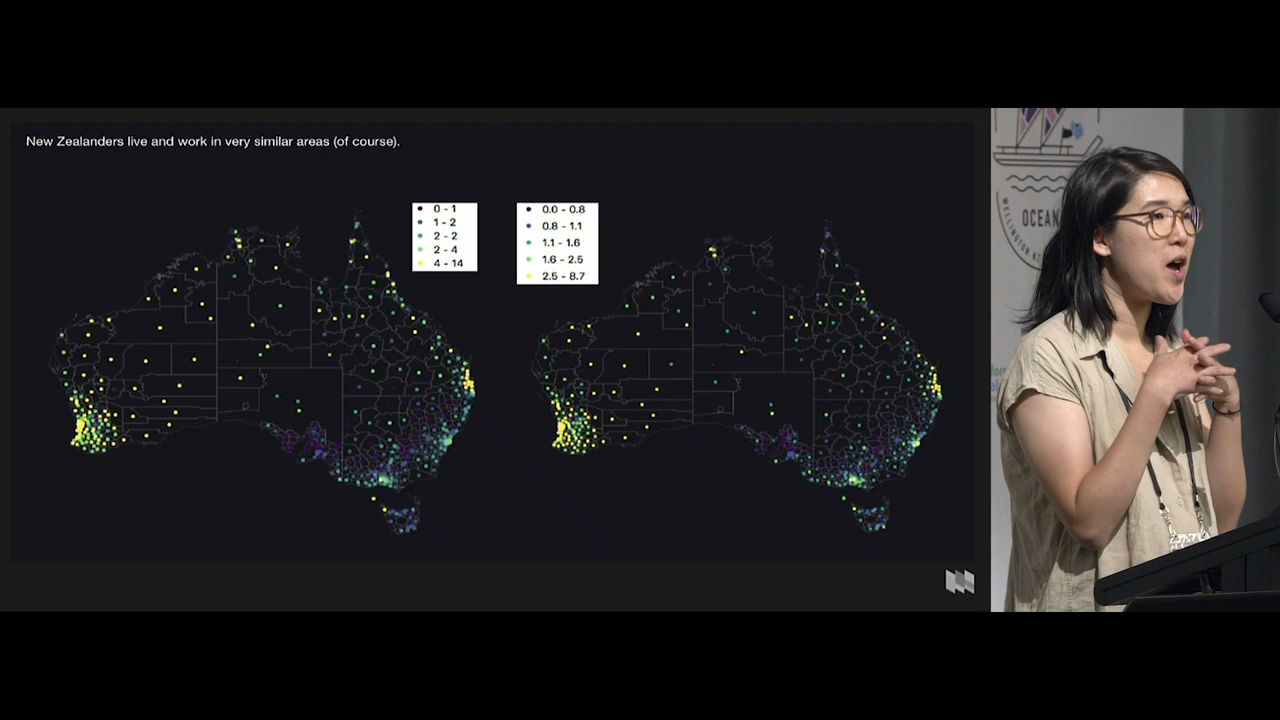 New Zealanders live and work in very similar areas (of course).
0 - 1
1 - 2
2 - 2
2 - 4
4 - 14
0.0 - 0.8
0.8 - 1.1
1.1 - 1.6
1.6 - 2.5
2.5 - 8.7
OCEAN
WELLINGTON NZ